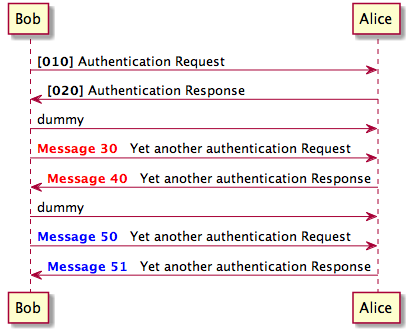 Bob Alice
[010] Authentication Request
[020] Authentication Response
dummy
Message 30 Yet another authentication Request
Message 40 Yet another authentication Response
dummy
Message 50 Yet another authentication Request
Message 51 Yet another authentication Response
Bob Alice